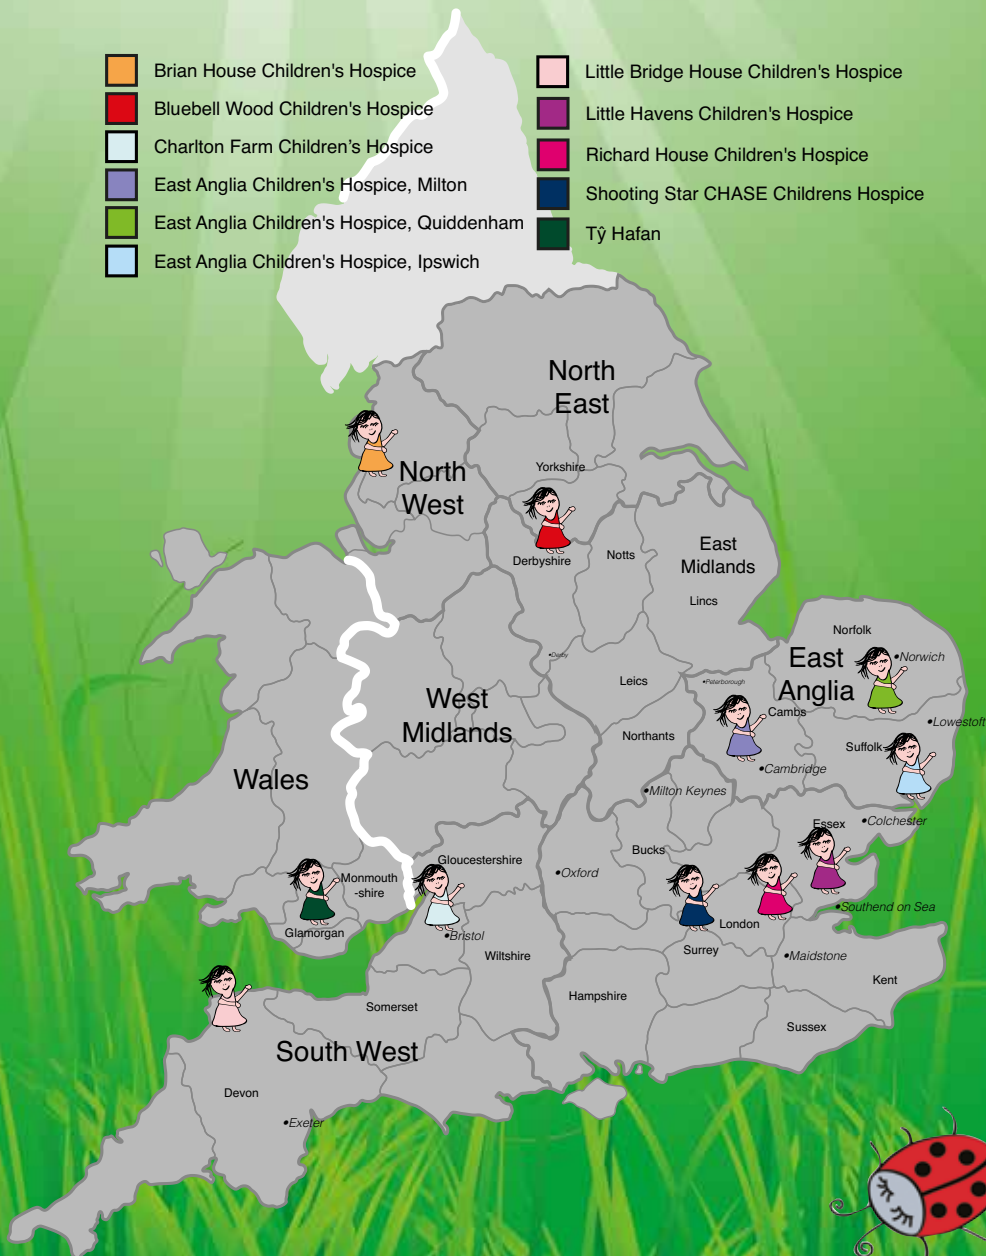 Brian House Children's Hospice
Bluebell Wood Children's Hospice
Charlton Farm Children’s Hospice
East Anglia Children's Hospice, Milton
East Anglia Children's Hospice, Quiddenham
East Anglia Children's Hospice, Ipswich
Little Bridge House Children's Hospice
Little Havens Children's Hospice
Richard House Children's Hospice
Shooting Star CHASE Childrens Hospice
Tŷ Hafan
North
East
Yorkshire
North
West
Derbyshire
Notts
East
Midlands
Lincs
Norfolk
•Norwich
East
Anglia
•Derby
Leics
•Peterborough
Cambs
•Lowestoft
West
Midlands
Northants
Suffolk
•Cambridge
Wales
•Milton Keynes
Essex
•Colchester
Bucks
Gloucestershire
•Oxford
Monmouth
-shire
•Southend on Sea
London
Glamorgan
•Bristol
Surrey
Wiltshire
•Maidstone
Kent
Hampshire
Somerset
Sussex
South West
Devon
•Exeter